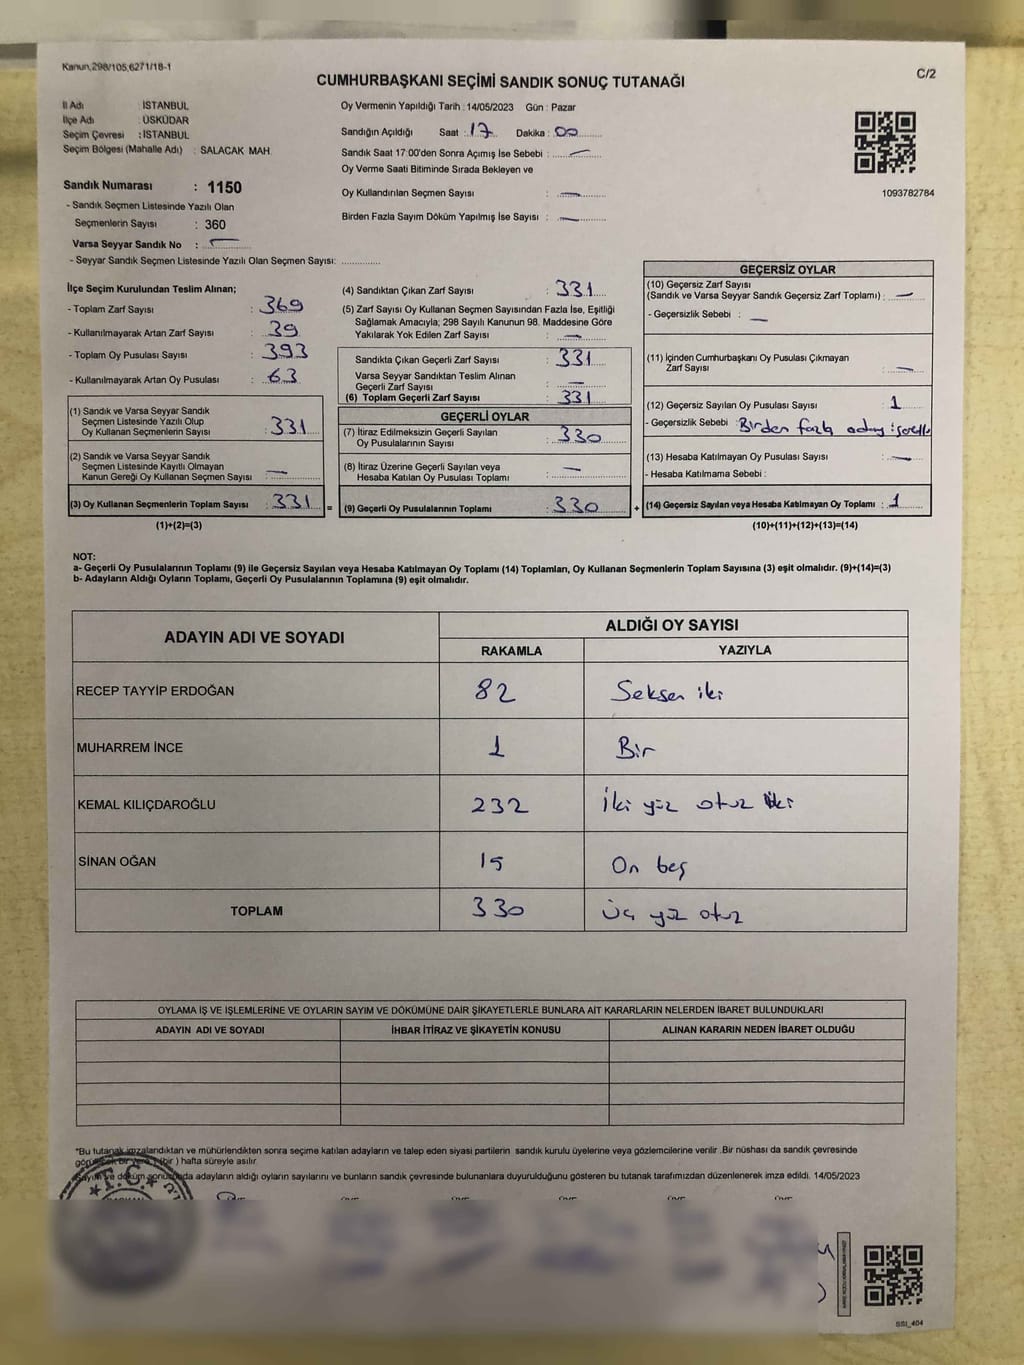 Kanun,298/105,6271/18-1
C/2
CUMHURBAŞKANI SEÇİMİ SANDIK SONUÇ TUTANAĞI
İl Adı : İSTANBUL
İlçe Adı : ÜSKÜDAR
Seçim Çevresi : İSTANBUL
Seçim Bölgesi (Mahalle Adı) : SALACAK MAH.
Sandık Numarası : 1150
- Sandık Seçmen Listesinde Yazılı Olan
Seçmenlerin Sayısı : 360
Varsa Seyyar Sandık No : —
- Seyyar Sandık Seçmen Listesinde Yazılı Olan Seçmen Sayısı: ..............
Oy Vermenin Yapıldığı Tarih : 14/05/2023 Gün : Pazar
Sandığın Açıldığı Saat : 17 Dakika : 00
Sandık Saat 17:00'den Sonra Açımış İse Sebebi : —
Oy Verme Saati Bitiminde Sırada Bekleyen ve
Oy Kullandırılan Seçmen Sayısı : —
Birden Fazla Sayım Döküm Yapılmış İse Sayısı : —
1093782784
İlçe Seçim Kurulundan Teslim Alınan;
- Toplam Zarf Sayısı : 369
- Kullanılmayarak Artan Zarf Sayısı : 39
- Toplam Oy Pusulası Sayısı : 393
- Kullanılmayarak Artan Oy Pusulası : 63
(1) Sandık ve Varsa Seyyar Sandık
Seçmen Listesinde Yazılı Olup
Oy Kullanan Seçmenlerin Sayısı : 331
(2) Sandık ve Varsa Seyyar Sandık
Seçmen Listesinde Kayıtlı Olmayan
Kanun Gereği Oy Kullanan Seçmen Sayısı : —
(3) Oy Kullanan Seçmenlerin Toplam Sayısı : 331 =
(1)+(2)=(3)
(4) Sandıktan Çıkan Zarf Sayısı : 331
(5) Zarf Sayısı Oy Kullanan Seçmen Sayısından Fazla İse, Eşitliği
Sağlamak Amacıyla; 298 Sayılı Kanunun 98. Maddesine Göre
Yakılarak Yok Edilen Zarf Sayısı : —
Sandıkta Çıkan Geçerli Zarf Sayısı : 331
Varsa Seyyar Sandıktan Teslim Alınan
Geçerli Zarf Sayısı : —
(6) Toplam Geçerli Zarf Sayısı : 331
GEÇERLİ OYLAR
(7) İtiraz Edilmeksizin Geçerli Sayılan
Oy Pusulalarının Sayısı : 330
(8) İtiraz Üzerine Geçerli Sayılan veya
Hesaba Katılan Oy Pusulası Toplamı : —
(9) Geçerli Oy Pusulalarının Toplamı : 330 +
GEÇERSİZ OYLAR
(10) Geçersiz Zarf Sayısı
(Sandık ve Varsa Seyyar Sandık Geçersiz Zarf Toplamı) : —
- Geçersizlik Sebebi : —
(11) İçinden Cumhurbaşkanı Oy Pusulası Çıkmayan
Zarf Sayısı : —
(12) Geçersiz Sayılan Oy Pusulası Sayısı : 1
- Geçersizlik Sebebi : Birden fazla aday
(13) Hesaba Katılmayan Oy Pusulası Sayısı : —
- Hesaba Katılmama Sebebi :
(14) Geçersiz Sayılan veya Hesaba Katılmayan Oy Toplamı : 1
(10)+(11)+(12)+(13)=(14)
NOT:
a- Geçerli Oy Pusulalarının Toplamı (9) ile Geçersiz Sayılan veya Hesaba Katılmayan Oy Toplamı (14) Toplamları, Oy Kullanan Seçmenlerin Toplam Sayısına (3) eşit olmalıdır. (9)+(14)=(3)
b- Adayların Aldığı Oyların Toplamı, Geçerli Oy Pusulalarının Toplamına (9) eşit olmalıdır.
ADAYIN ADI VE SOYADI ALDIĞI OY SAYISI
RAKAMLA YAZIYLA
RECEP TAYYİP ERDOĞAN 82 Seksen iki
MUHARREM İNCE 1 Bir
KEMAL KILIÇDAROĞLU 232 İki yüz otuz iki
SİNAN OĞAN 15 On beş
TOPLAM 330 Üç yüz otuz
OYLAMA İŞ VE İŞLEMLERİNE VE OYLARIN SAYIM VE DÖKÜMÜNE DAİR ŞİKAYETLERLE BUNLARA AİT KARARLARIN NELERDEN İBARET BULUNDUKLARI
ADAYIN ADI VE SOYADI İHBAR İTİRAZ VE ŞİKAYETİN KONUSU ALINAN KARARIN NEDEN İBARET OLDUĞU
*Bu tutanak imzalandıktan ve mühürlendikten sonra seçime katılan adayların ve talep eden siyasi partilerin sandık kurulu üyelerine veya gözlemcilerine verilir .Bir nüshası da sandık çevresinde
görülecek bir yere 1 (bir ) hafta süreyle asılır.
Sayım ve döküm sonucunda adayların aldığı oyların sayılarını ve bunların sandık çevresinde bulunanlara duyurulduğunu gösteren bu tutanak tarafımızdan düzenlenerek imza edildi. 14/05/2023
T.C.
SSI_404